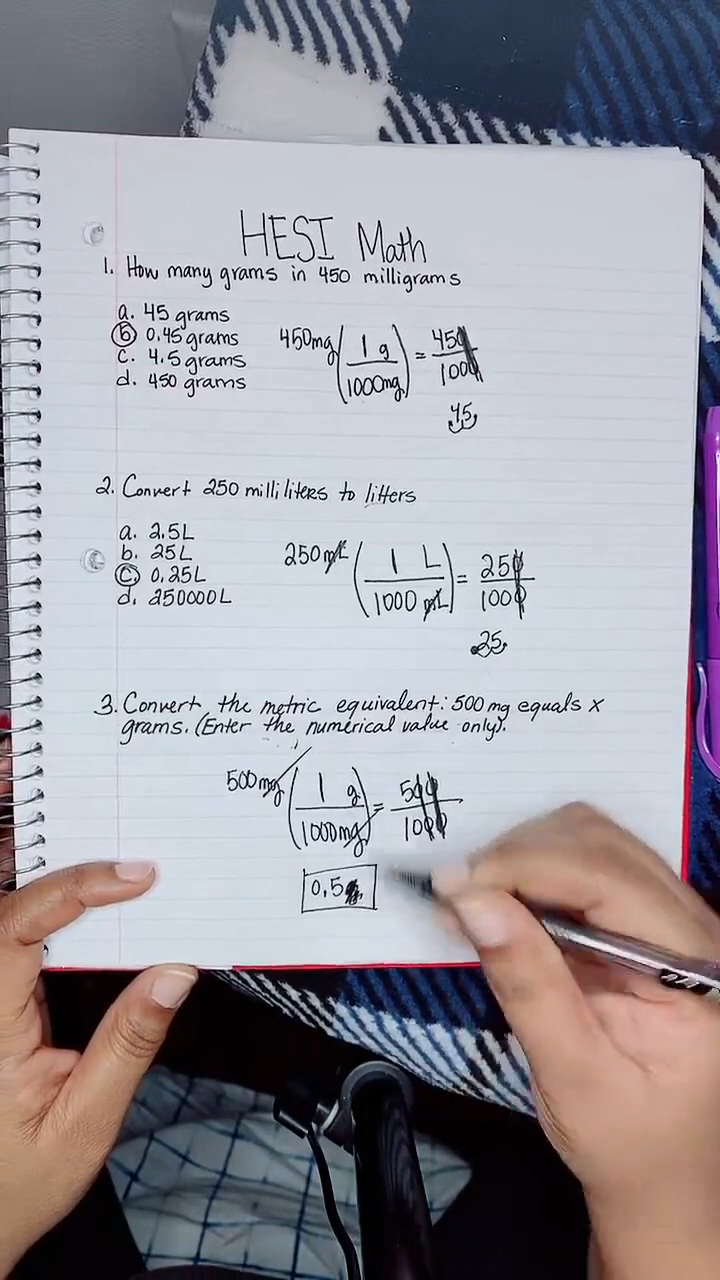 HESI Math
1. How many grams in 450 milligrams
a. 45 grams
b. 0.45 grams
c. 4.5 grams
d. 450 grams
450mg (1 g / 1000mg) = 450 / 1000
.45
2. Convert 250 milliliters to litters
a. 2.5L
b. 25L
c. 0.25L
d. 250000L
250mL (1 L / 1000 mL) = 250 / 1000
.25
3. Convert the metric equivalent: 500 mg equals x
grams. (Enter the numerical value only).
500mg (1 g / 1000mg) = 500 / 1000
0.5